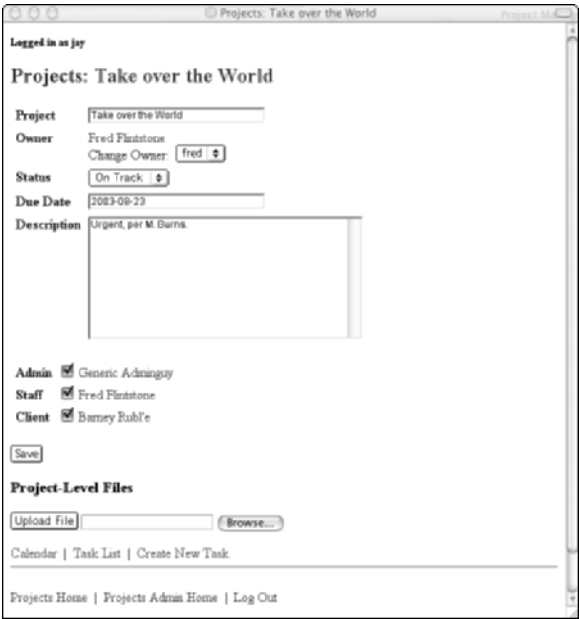 Projects: Take over the World
Logged in as jay
Projects: Take over the World
Project Take over the World
Owner Fred Flintstone
Change Owner: fred
Status On Track
Due Date 2003-08-23
Description Urgent, per M. Burns.
Admin Generic Adminguy
Staff Fred Flintstone
Client Barney Rubl'e
Save
Project-Level Files
Upload File Browse...
Calendar | Task List | Create New Task
Projects Home | Projects Admin Home | Log Out